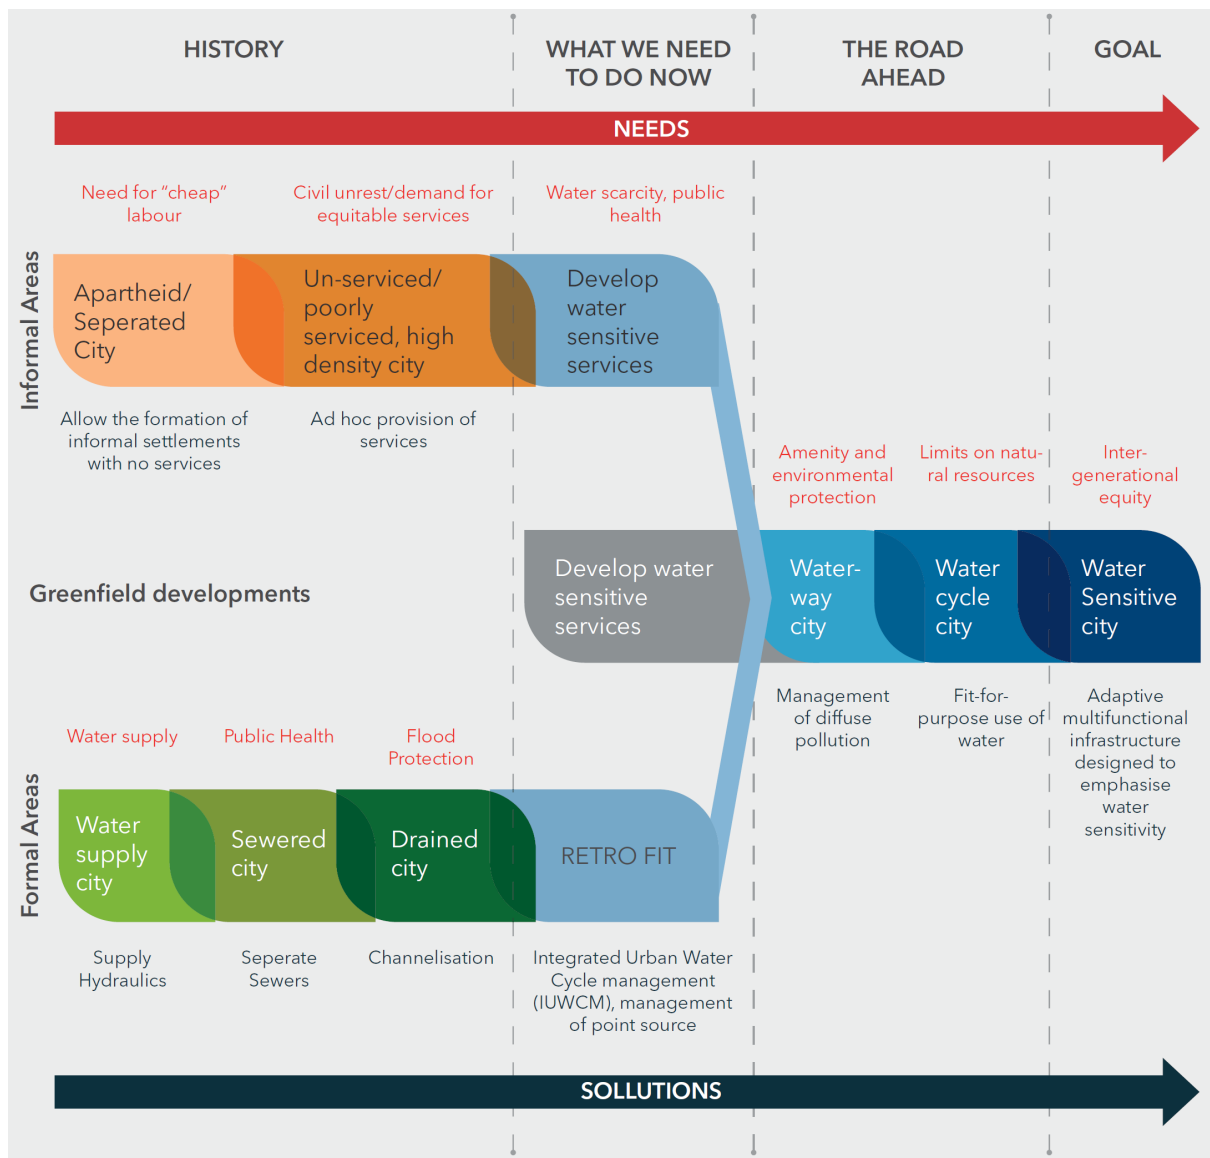 HISTORY
WHAT WE NEED
TO DO NOW
THE ROAD
AHEAD
GOAL
NEEDS
Need for “cheap”
labour
Civil unrest/demand for
equitable services
Water scarcity, public
health
Informal Areas
Apartheid/
Seperated
City
Un-serviced/
poorly
serviced, high
density city
Develop
water
sensitive
services
Allow the formation of
informal settlements
with no services
Ad hoc provision of
services
Amenity and
environmental
protection
Limits on natu-
ral resources
Inter-
generational
equity
Greenfield developments
Develop water
sensitive
services
Water-
way
city
Water
cycle
city
Water
Sensitive
city
Management
of diffuse
pollution
Fit-for-
purpose use of
water
Adaptive
multifunctional
infrastructure
designed to
emphasise
water
sensitivity
Water supply
Public Health
Flood
Protection
Formal Areas
Water
supply
city
Sewered
city
Drained
city
RETRO FIT
Supply
Hydraulics
Seperate
Sewers
Channelisation
Integrated Urban Water
Cycle management
(IUWCM), management
of point source
SOLLUTIONS